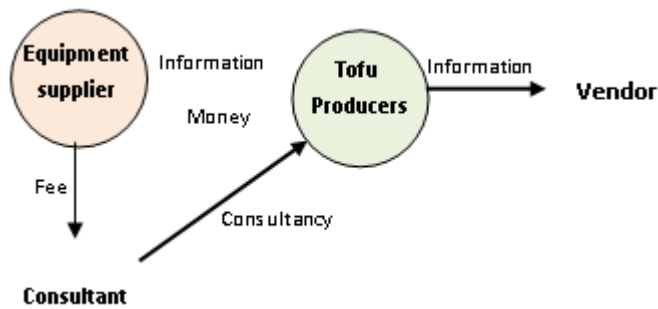 Equipment
supplier
Information
Money
Tofu
Producers
Information
Vendor
Fee
Consultancy
Consultant